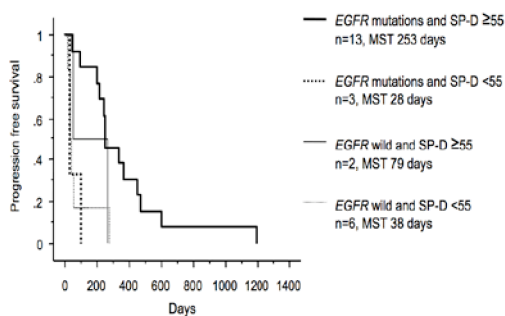 EGFR mutations and SP-D ≥55
n=13, MST 253 days
EGFR mutations and SP-D <55
n=3, MST 28 days
EGFR wild and SP-D ≥55
n=2, MST 79 days
EGFR wild and SP-D <55
n=6, MST 38 days
Progression free survival
1
.8
.6
.4
.2
0
0 200 400 600 800 1000 1200 1400
Days